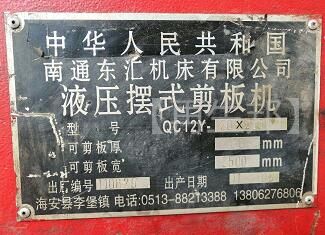 中华人民共和国
南通东汇机床有限公司
液压摆式剪板机
型 号 QC12Y-
可剪板厚 mm
可剪板宽 2500 mm
出厂编号 出产日期
海安县李堡镇 电话:0513-88213388 13806276806